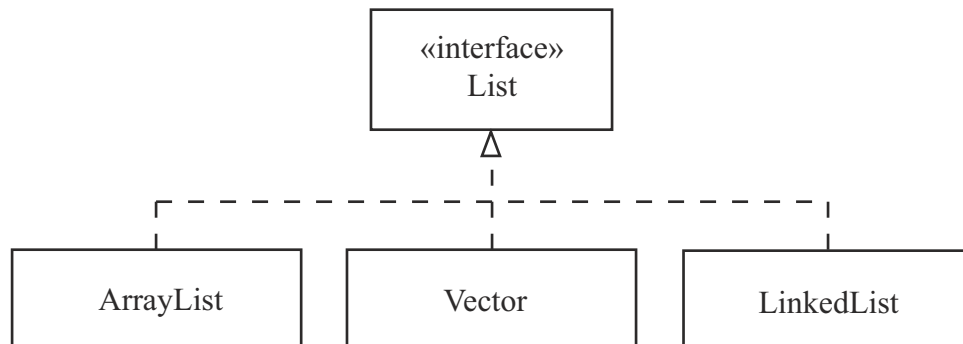 «interface»
List
ArrayList
Vector
LinkedList